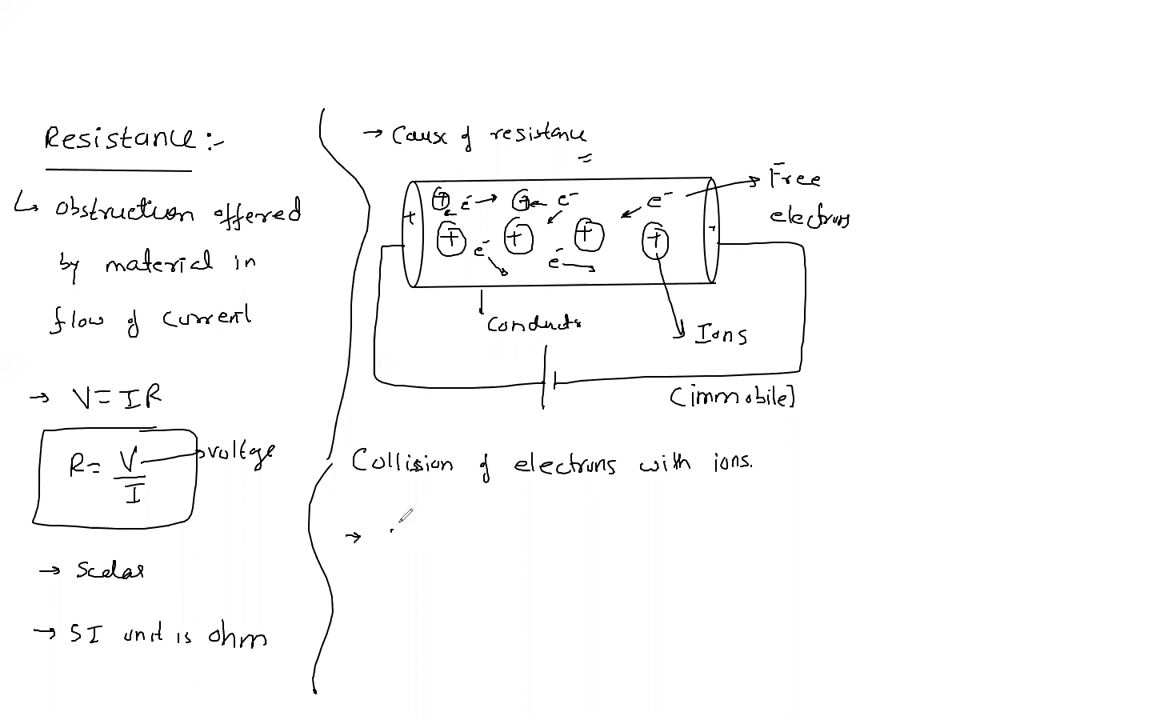 Resistance :-
↳ obstruction offered
by material in
flow of current
→ V = IR
R = V/I
voltge
→ Scalar
→ SI unit is ohm
→ Cause of resistance
+ e⁻ → + e⁻ e⁻
+ + + + +
e⁻ e⁻
Free
electrons
Conductor
Ions
(immobile)
Collision of electrons with ions.
→